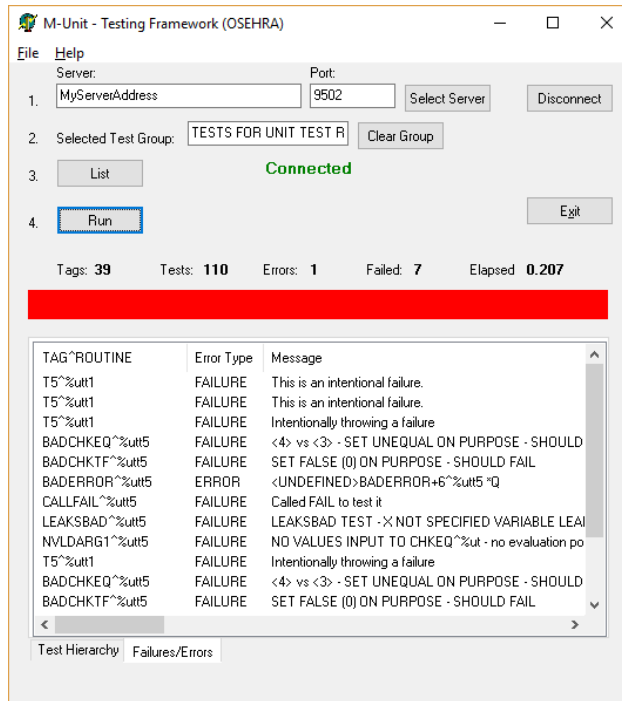 M-Unit - Testing Framework (OSEHRA)
File Help
Server: Port:
1. MyServerAddress 9502 Select Server Disconnect
2. Selected Test Group: TESTS FOR UNIT TEST R Clear Group
3. List Connected
4. Run Exit
Tags: 39 Tests: 110 Errors: 1 Failed: 7 Elapsed 0.207
TAG^ROUTINE Error Type Message
T5^%utt1 FAILURE This is an intentional failure.
T5^%utt1 FAILURE This is an intentional failure.
T5^%utt1 FAILURE Intentionally throwing a failure
BADCHKEQ^%utt5 FAILURE <4> vs <3> - SET UNEQUAL ON PURPOSE - SHOULD
BADCHKTF^%utt5 FAILURE SET FALSE (0) ON PURPOSE - SHOULD FAIL
BADERROR^%utt5 ERROR <UNDEFINED>BADERROR+6^%utt5 *Q
CALLFAIL^%utt5 FAILURE Called FAIL to test it
LEAKSBAD^%utt5 FAILURE LEAKSBAD TEST - X NOT SPECIFIED VARIABLE LEA
NVLDARG1^%utt5 FAILURE NO VALUES INPUT TO CHKEQ^%ut - no evaluation po
T5^%utt1 FAILURE Intentionally throwing a failure
BADCHKEQ^%utt5 FAILURE <4> vs <3> - SET UNEQUAL ON PURPOSE - SHOULD
BADCHKTF^%utt5 FAILURE SET FALSE (0) ON PURPOSE - SHOULD FAIL
Test Hierarchy Failures/Errors